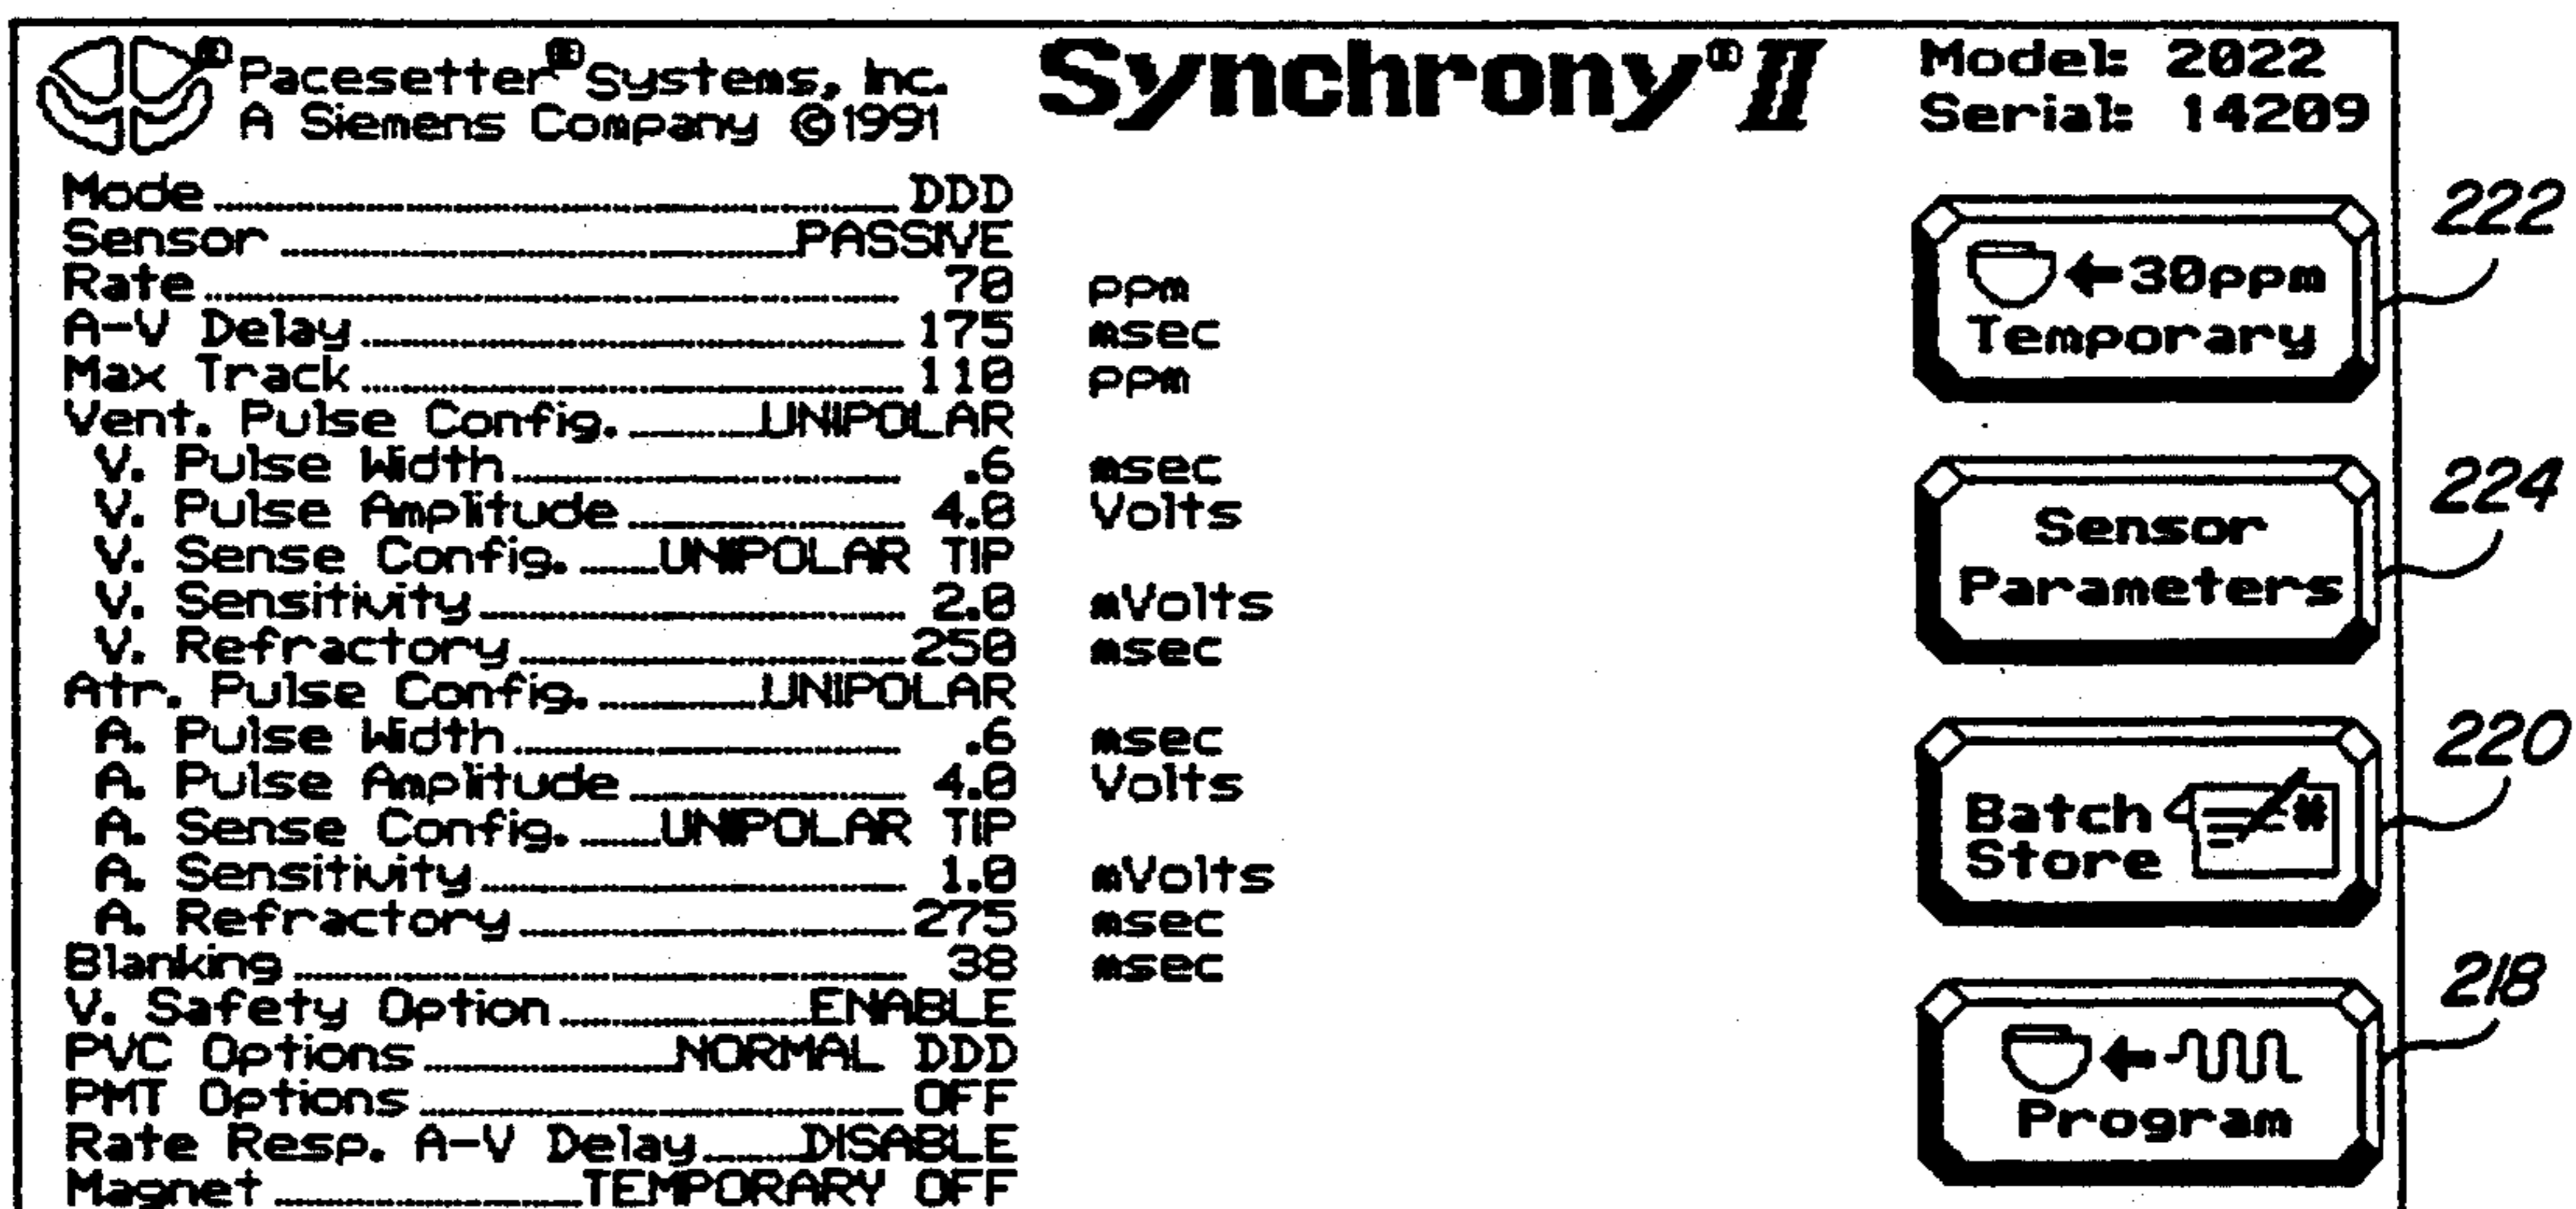 Pacesetter® Systems, Inc.
A Siemens Company ©1991
Synchrony® II
Model: 2022
Serial: 14209
Mode DDD
Sensor PASSIVE
Rate 70 ppm
A-V Delay 175 msec
Max Track 110 ppm
Vent. Pulse Config. UNIPOLAR
V. Pulse Width .6 msec
V. Pulse Amplitude 4.0 Volts
V. Sense Config. UNIPOLAR TIP
V. Sensitivity 2.0 mVolts
V. Refractory 250 msec
Atr. Pulse Config. UNIPOLAR
A. Pulse Width .6 msec
A. Pulse Amplitude 4.0 Volts
A. Sense Config. UNIPOLAR TIP
A. Sensitivity 1.0 mVolts
A. Refractory 275 msec
Blanking 38 msec
V. Safety Option ENABLE
PVC Options NORMAL DDD
PMT Options OFF
Rate Resp. A-V Delay DISABLE
Magnet TEMPORARY OFF
30ppm
Temporary
222
Sensor
Parameters
224
Batch #
Store
220
Program
218